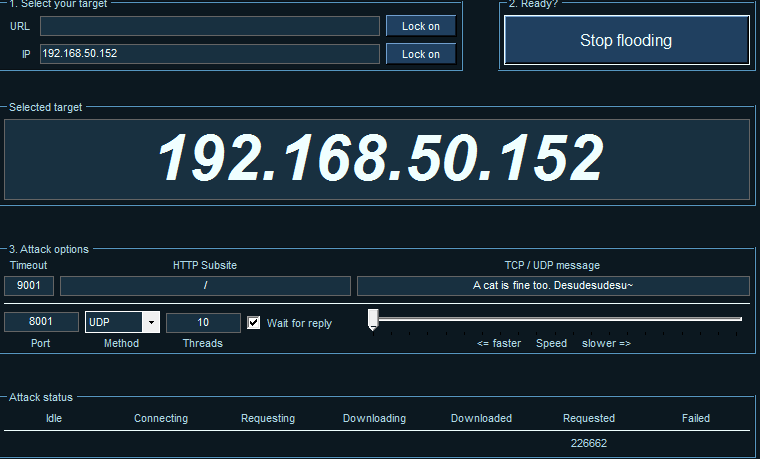 1. Select your target
2. Ready?
URL
Lock on
IP 192.168.50.152 Lock on
Stop flooding
Selected target
192.168.50.152
3. Attack options
Timeout HTTP Subsite TCP / UDP message
9001 / A cat is fine too. Desudesudesu~
8001 UDP 10 Wait for reply
Port Method Threads <= faster Speed slower =>
Attack status
Idle Connecting Requesting Downloading Downloaded Requested Failed
226662